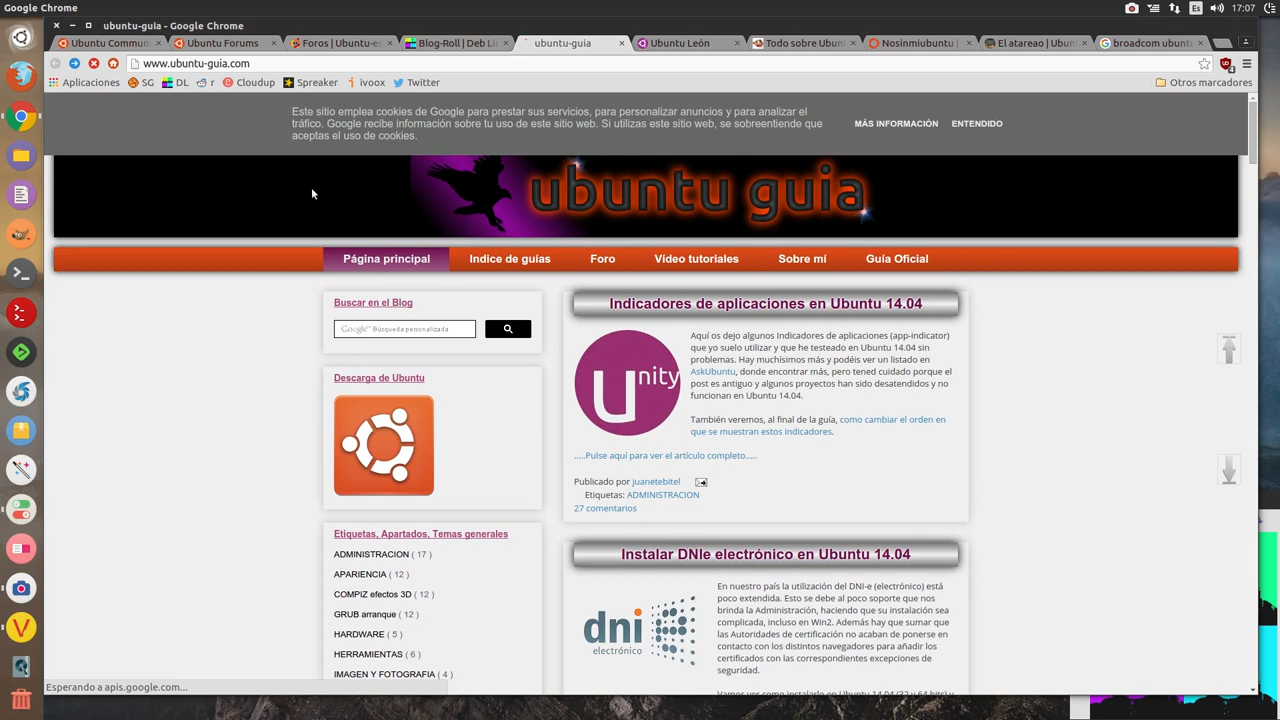 Google Chrome
Es
17:07
ubuntu-guia - Google Chrome
Ubuntu Commun
Ubuntu Forums
Foros | Ubuntu-es
Blog-Roll | Deb Li
ubuntu-guia
Ubuntu León
Todo sobre Ubun
Nosinmiubuntu |
El atareao | Ubun
broadcom ubunt
www.ubuntu-guia.com
Aplicaciones
SG
DL
r
Cloudup
Spreaker
ivoox
Twitter
Otros marcadores
Este sitio emplea cookies de Google para prestar sus servicios, para personalizar anuncios y para analizar el
tráfico. Google recibe información sobre tu uso de este sitio web. Si utilizas este sitio web, se sobreentiende que
aceptas el uso de cookies.
MÁS INFORMACIÓN
ENTENDIDO
ubuntu guia
Página principal
Indice de guías
Foro
Vídeo tutoriales
Sobre mí
Guía Oficial
Buscar en el Blog
Google Búsqueda personalizada
Descarga de Ubuntu
Etiquetas, Apartados, Temas generales
ADMINISTRACION ( 17 )
APARIENCIA ( 12 )
COMPIZ efectos 3D ( 12 )
GRUB arranque ( 12 )
HARDWARE ( 5 )
HERRAMIENTAS ( 6 )
IMAGEN Y FOTOGRAFIA ( 4 )
Indicadores de aplicaciones en Ubuntu 14.04
Unity
Aquí os dejo algunos Indicadores de aplicaciones (app-indicator)
que yo suelo utilizar y que he testeado en Ubuntu 14.04 sin
problemas. Hay muchísimos más y podéis ver un listado en
AskUbuntu, donde encontrar más, pero tened cuidado porque el
post es antiguo y algunos proyectos han sido desatendidos y no
funcionan en Ubuntu 14.04.
También veremos, al final de la guía, como cambiar el orden en
que se muestran estos indicadores.
.....Pulse aquí para ver el artículo completo.....
Publicado por juanetebitel
Etiquetas: ADMINISTRACION
27 comentarios
Instalar DNIe electrónico en Ubuntu 14.04
dni
electrónico
En nuestro país la utilización del DNI-e (electrónico) está
poco extendida. Esto se debe al poco soporte que nos
brinda la Administración, haciendo que su instalación sea
complicada, incluso en Win2. Además hay que sumar que
las Autoridades de certificación no acaban de ponerse en
contacto con los distintos navegadores para añadir los
certificados con las correspondientes excepciones de
seguridad.
Vamos ver como instalarlo en Ubuntu 14.04 (32 y 64 bits) y
Esperando a apis.google.com...